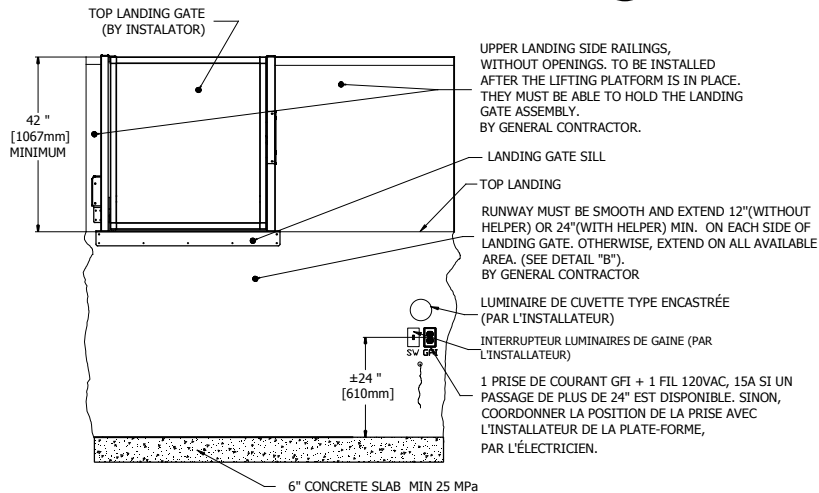 TOP LANDING GATE
(BY INSTALATOR)
UPPER LANDING SIDE RAILINGS,
WITHOUT OPENINGS. TO BE INSTALLED
AFTER THE LIFTING PLATFORM IS IN PLACE.
THEY MUST BE ABLE TO HOLD THE LANDING
GATE ASSEMBLY.
BY GENERAL CONTRACTOR.
42 "
[1067mm]
MINIMUM
LANDING GATE SILL
TOP LANDING
RUNWAY MUST BE SMOOTH AND EXTEND 12"(WITHOUT
HELPER) OR 24"(WITH HELPER) MIN. ON EACH SIDE OF
LANDING GATE. OTHERWISE, EXTEND ON ALL AVAILABLE
AREA. (SEE DETAIL "B").
BY GENERAL CONTRACTOR
LUMINAIRE DE CUVETTE TYPE ENCASTRÉE
(PAR L'INSTALLATEUR)
INTERRUPTEUR LUMINAIRES DE GAINE (PAR
L'INSTALLATEUR)
SW GFI
±24 "
[610mm]
1 PRISE DE COURANT GFI + 1 FIL 120VAC, 15A SI UN
PASSAGE DE PLUS DE 24" EST DISPONIBLE. SINON,
COORDONNER LA POSITION DE LA PRISE AVEC
L'INSTALLATEUR DE LA PLATE-FORME,
PAR L'ÉLECTRICIEN.
6" CONCRETE SLAB MIN 25 MPa